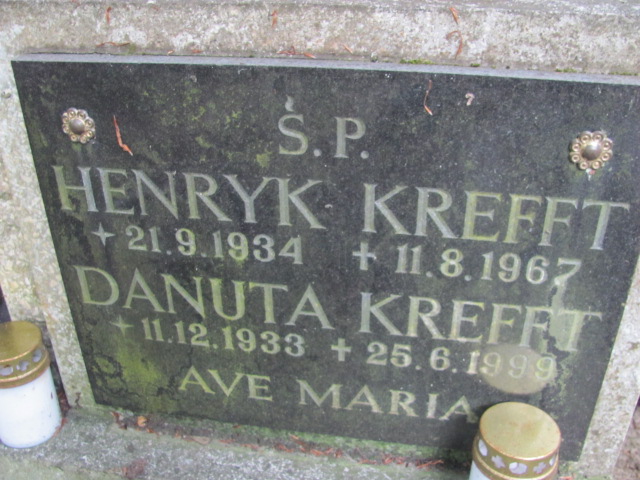 Ś.P.
HENRYK KREFFT
* 21.9.1934 + 11.8.1967
DANUTA KREFFT
* 11.12.1933 + 25.6.1999
AVE MARIA